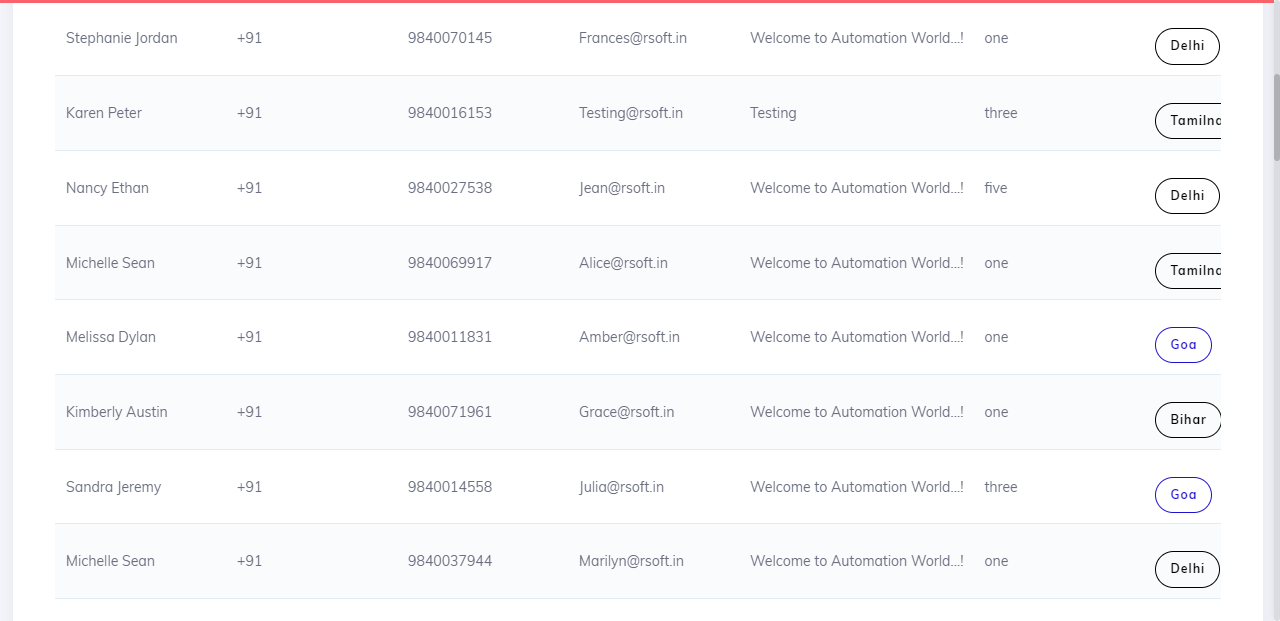 Stephanie Jordan +91 9840070145 Frances@rsoft.in Welcome to Automation World...! one Delhi
Karen Peter +91 9840016153 Testing@rsoft.in Testing three Tamilna
Nancy Ethan +91 9840027538 Jean@rsoft.in Welcome to Automation World...! five Delhi
Michelle Sean +91 9840069917 Alice@rsoft.in Welcome to Automation World...! one Tamilna
Melissa Dylan +91 9840011831 Amber@rsoft.in Welcome to Automation World...! one Goa
Kimberly Austin +91 9840071961 Grace@rsoft.in Welcome to Automation World...! one Bihar
Sandra Jeremy +91 9840014558 Julia@rsoft.in Welcome to Automation World...! three Goa
Michelle Sean +91 9840037944 Marilyn@rsoft.in Welcome to Automation World...! one Delhi